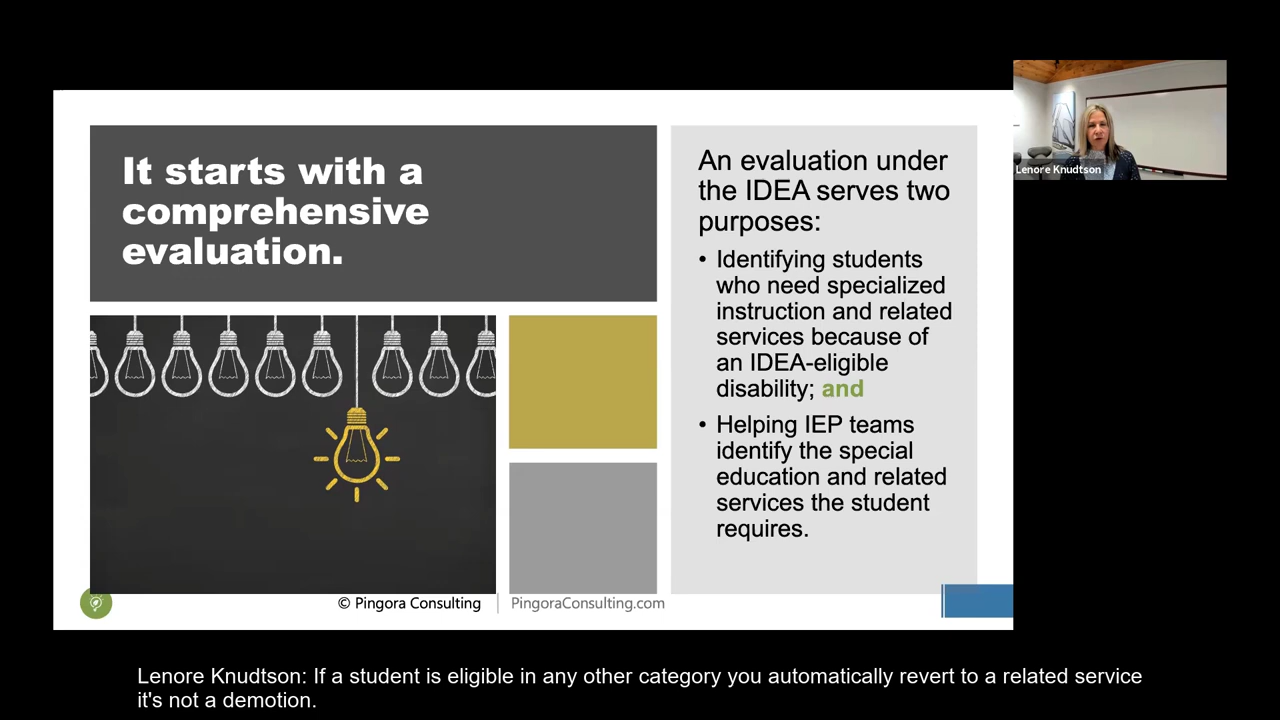 It starts with a
comprehensive
evaluation.
An evaluation under
the IDEA serves two
purposes:
• Identifying students
who need specialized
instruction and related
services because of
an IDEA-eligible
disability; and
• Helping IEP teams
identify the special
education and related
services the student
requires.
© Pingora Consulting
PingoraConsulting.com
Lenore Knudtson
Lenore Knudtson: If a student is eligible in any other category you automatically revert to a related service
it's not a demotion.